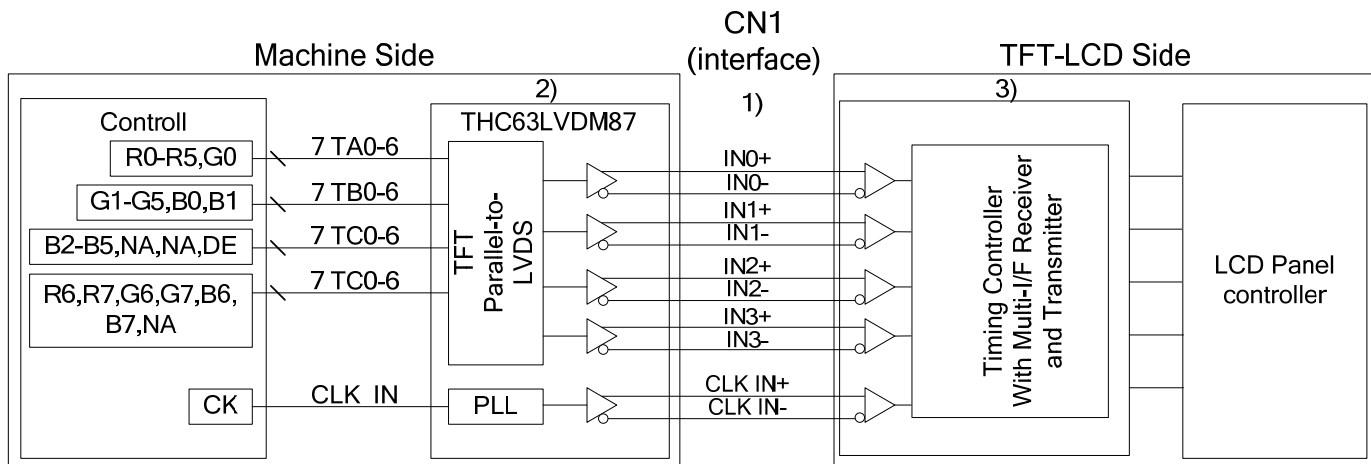 CN1
(interface)
1)
Machine Side
TFT-LCD Side
Controll
R0-R5,G0
G1-G5,B0,B1
B2-B5,NA,NA,DE
R6,R7,G6,G7,B6,
B7,NA
CK
7 TA0-6
7 TB0-6
7 TC0-6
7 TC0-6
CLK IN
2)
THC63LVDM87
TFT
Parallel-to-
LVDS
PLL
IN0+
IN0-
IN1+
IN1-
IN2+
IN2-
IN3+
IN3-
CLK IN+
CLK IN-
3)
Timing Controller
With Multi-I/F Receiver
and Transmitter
LCD Panel
controller